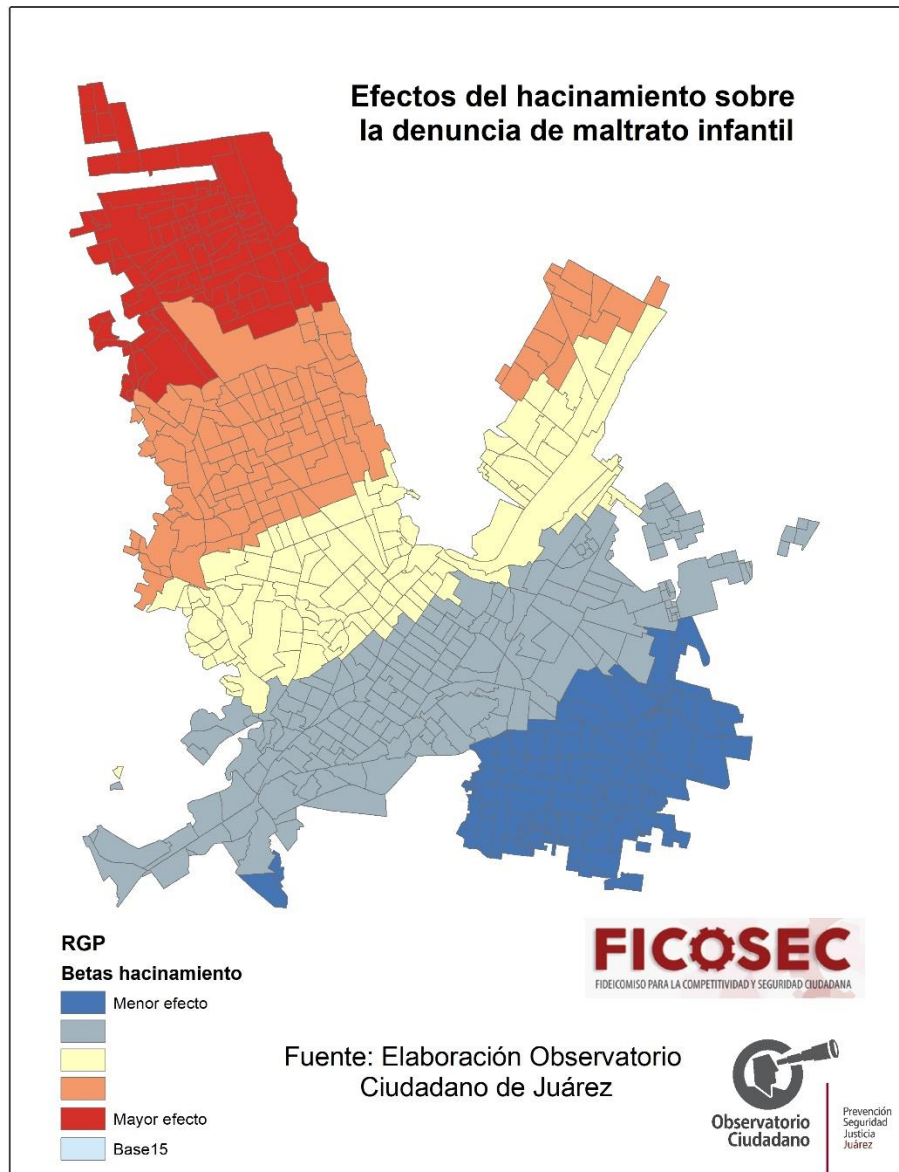 Efectos del hacinamiento sobre
la denuncia de maltrato infantil
RGP
Betas hacinamiento
Menor efecto
Mayor efecto
Base15
FICOSEC
FIDEICOMISO PARA LA COMPETITIVIDAD Y SEGURIDAD CIUDADANA
Fuente: Elaboración Observatorio
Ciudadano de Juárez
Observatorio
Ciudadano
Prevención
Seguridad
Justicia
Juárez